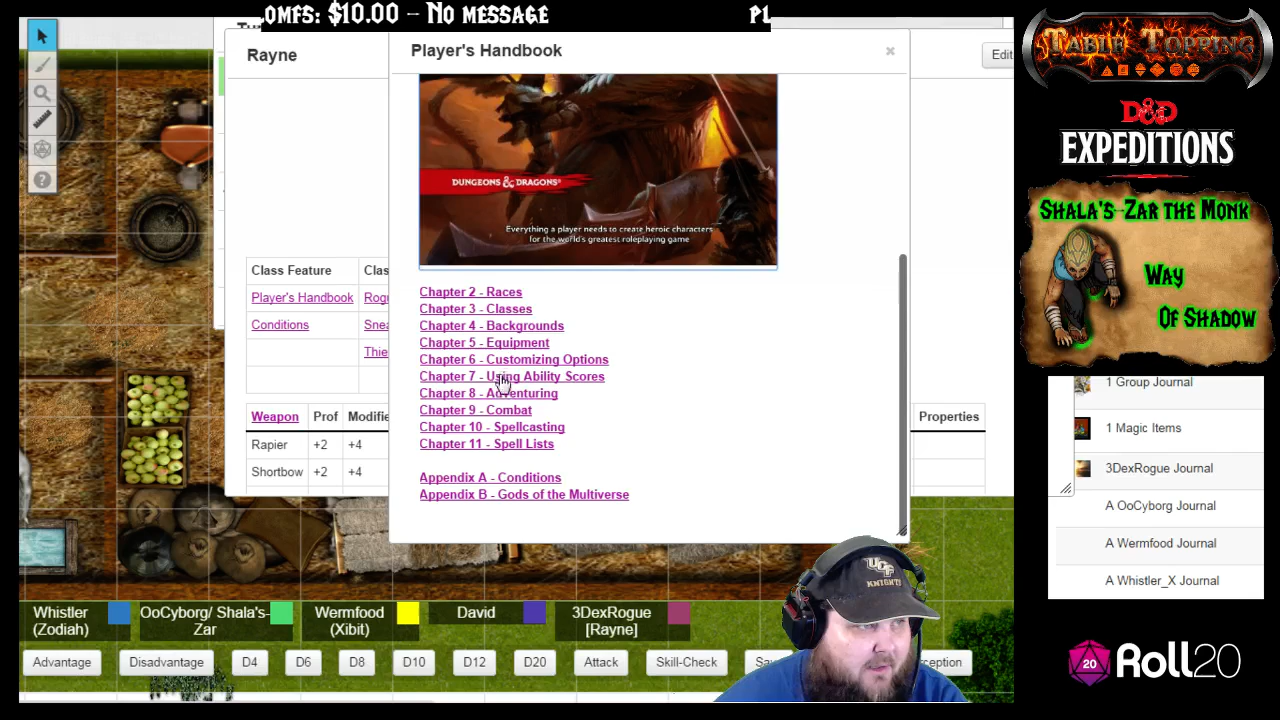 OMFS: $10.00 – No message
Pl
Rayne
Player's Handbook
×
Edit
DUNGEONS & DRAGONS®
Everything a player needs to create heroic characters
for the world's greatest roleplaying game
Class Feature
Player's Handbook
Conditions
Chapter 2 - Races
Chapter 3 - Classes
Chapter 4 - Backgrounds
Chapter 5 - Equipment
Chapter 6 - Customizing Options
Chapter 7 - Using Ability Scores
Chapter 8 - Adventuring
Chapter 9 - Combat
Chapter 10 - Spellcasting
Chapter 11 - Spell Lists
Appendix A - Conditions
Appendix B - Gods of the Multiverse
Weapon Prof Modifie
Properties
Rapier +2 +4
Shortbow +2 +4
Whistler
(Zodiah)
OoCyborg/ Shala's-
Zar
Wermfood
(Xibit)
David
3DexRogue
[Rayne]
Advantage Disadvantage D4 D6 D8 D10 D12 D20 Attack Skill-Check
UCF
KNIGHTS
Table Topping
D&D
EXPEDITIONS
Shala's-Zar the Monk
Way
Of Shadow
1 Group Journal
1 Magic Items
3DexRogue Journal
A OoCyborg Journal
A Wermfood Journal
A Whistler_X Journal
20
Roll20